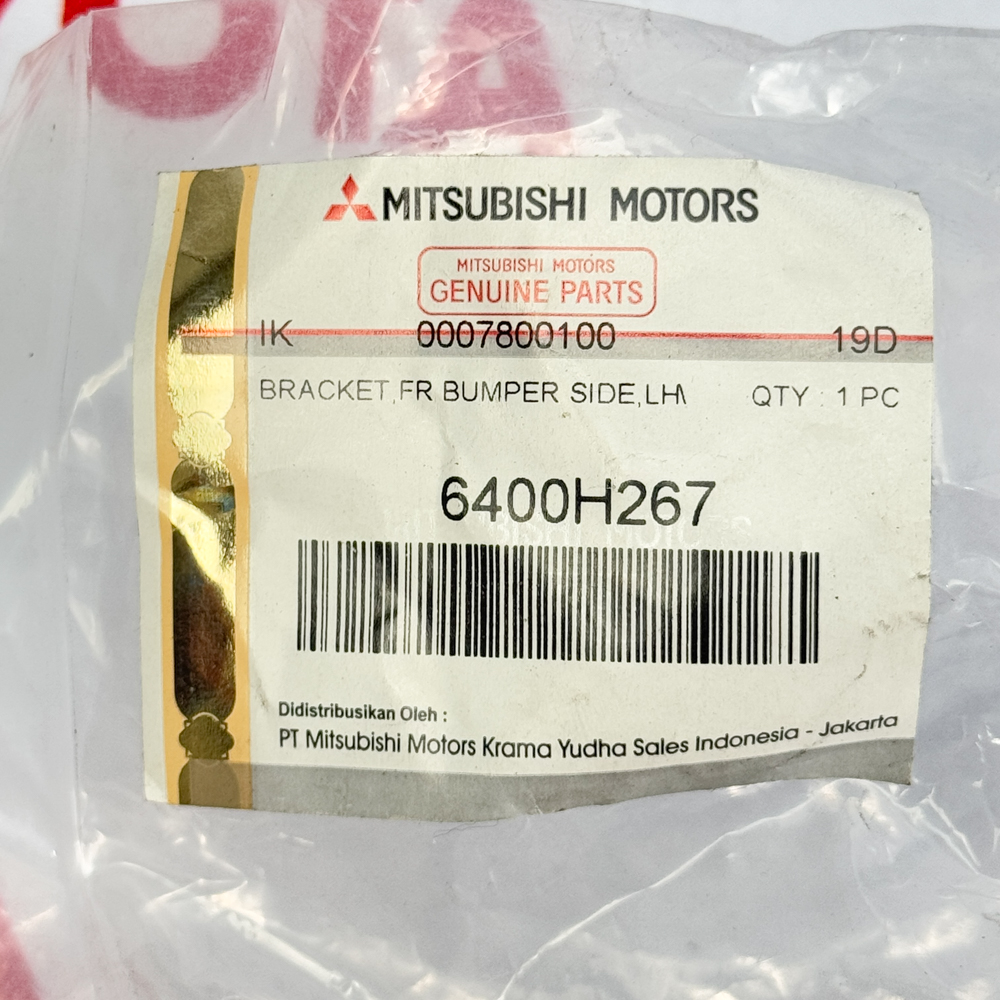 MITSUBISHI MOTORS
MITSUBISHI MOTORS
GENUINE PARTS
IK 0007800100 19D
BRACKET,FR BUMPER SIDE,LH QTY : 1 PC
6400H267
Didistribusikan Oleh :
PT Mitsubishi Motors Krama Yudha Sales Indonesia - Jakarta